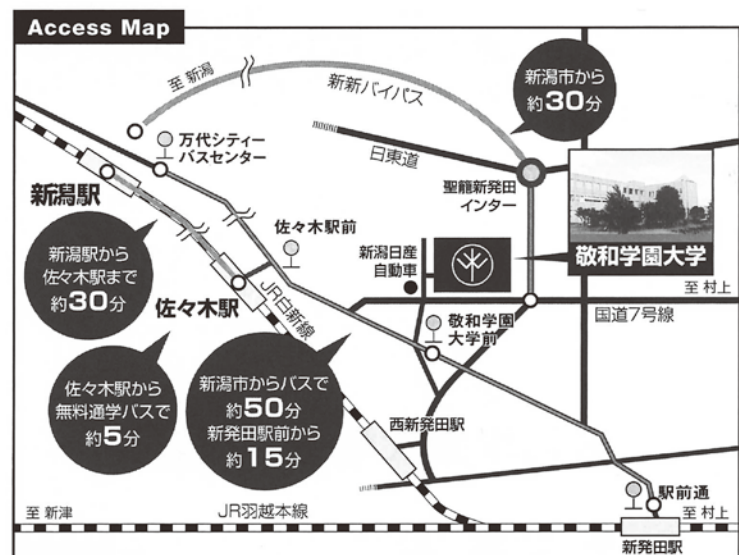 Access Map
至 新潟
新新バイパス
新潟市から
約30分
万代シティー
バスセンター
日東道
聖籠新発田
インター
新潟駅
佐々木駅前
新潟日産
自動車
敬和学園大学
新潟駅から
佐々木駅まで
約30分
佐々木駅
JR白新線
至 村上
国道7号線
敬和学園
大学前
佐々木駅から
無料通学バスで
約5分
新潟市からバスで
約50分
新発田駅前から
約15分
西新発田駅
駅前通
至 新津
JR羽越本線
至 村上
新発田駅